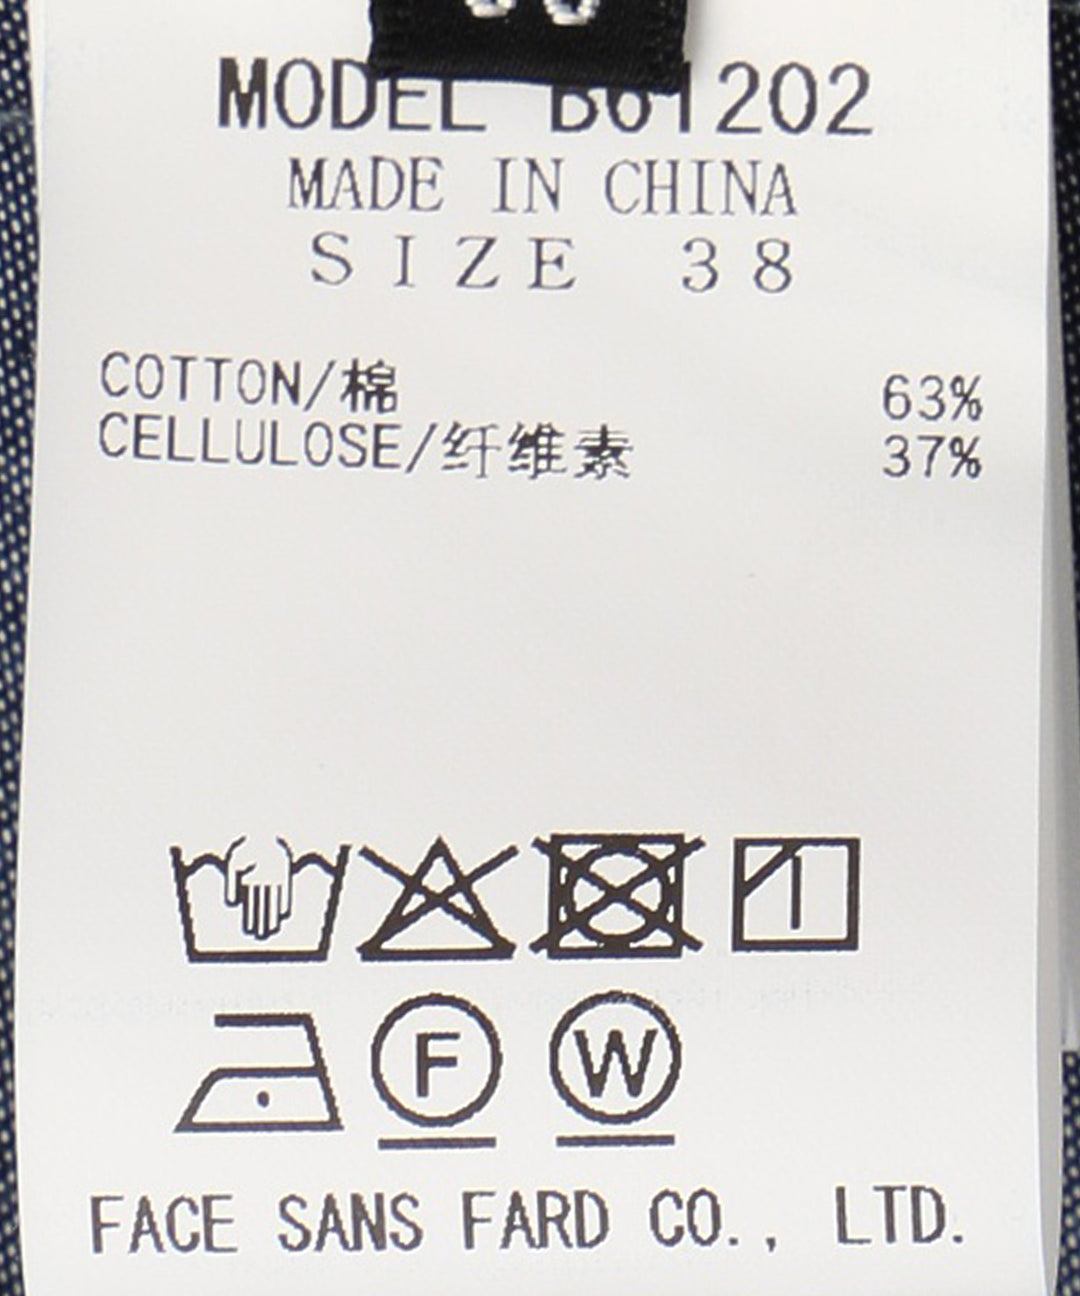 MODEL B61202
MADE IN CHINA
SIZE 38
COTTON/棉 63%
CELLULOSE/纤维素 37%
F W
FACE SANS FARD CO., LTD.